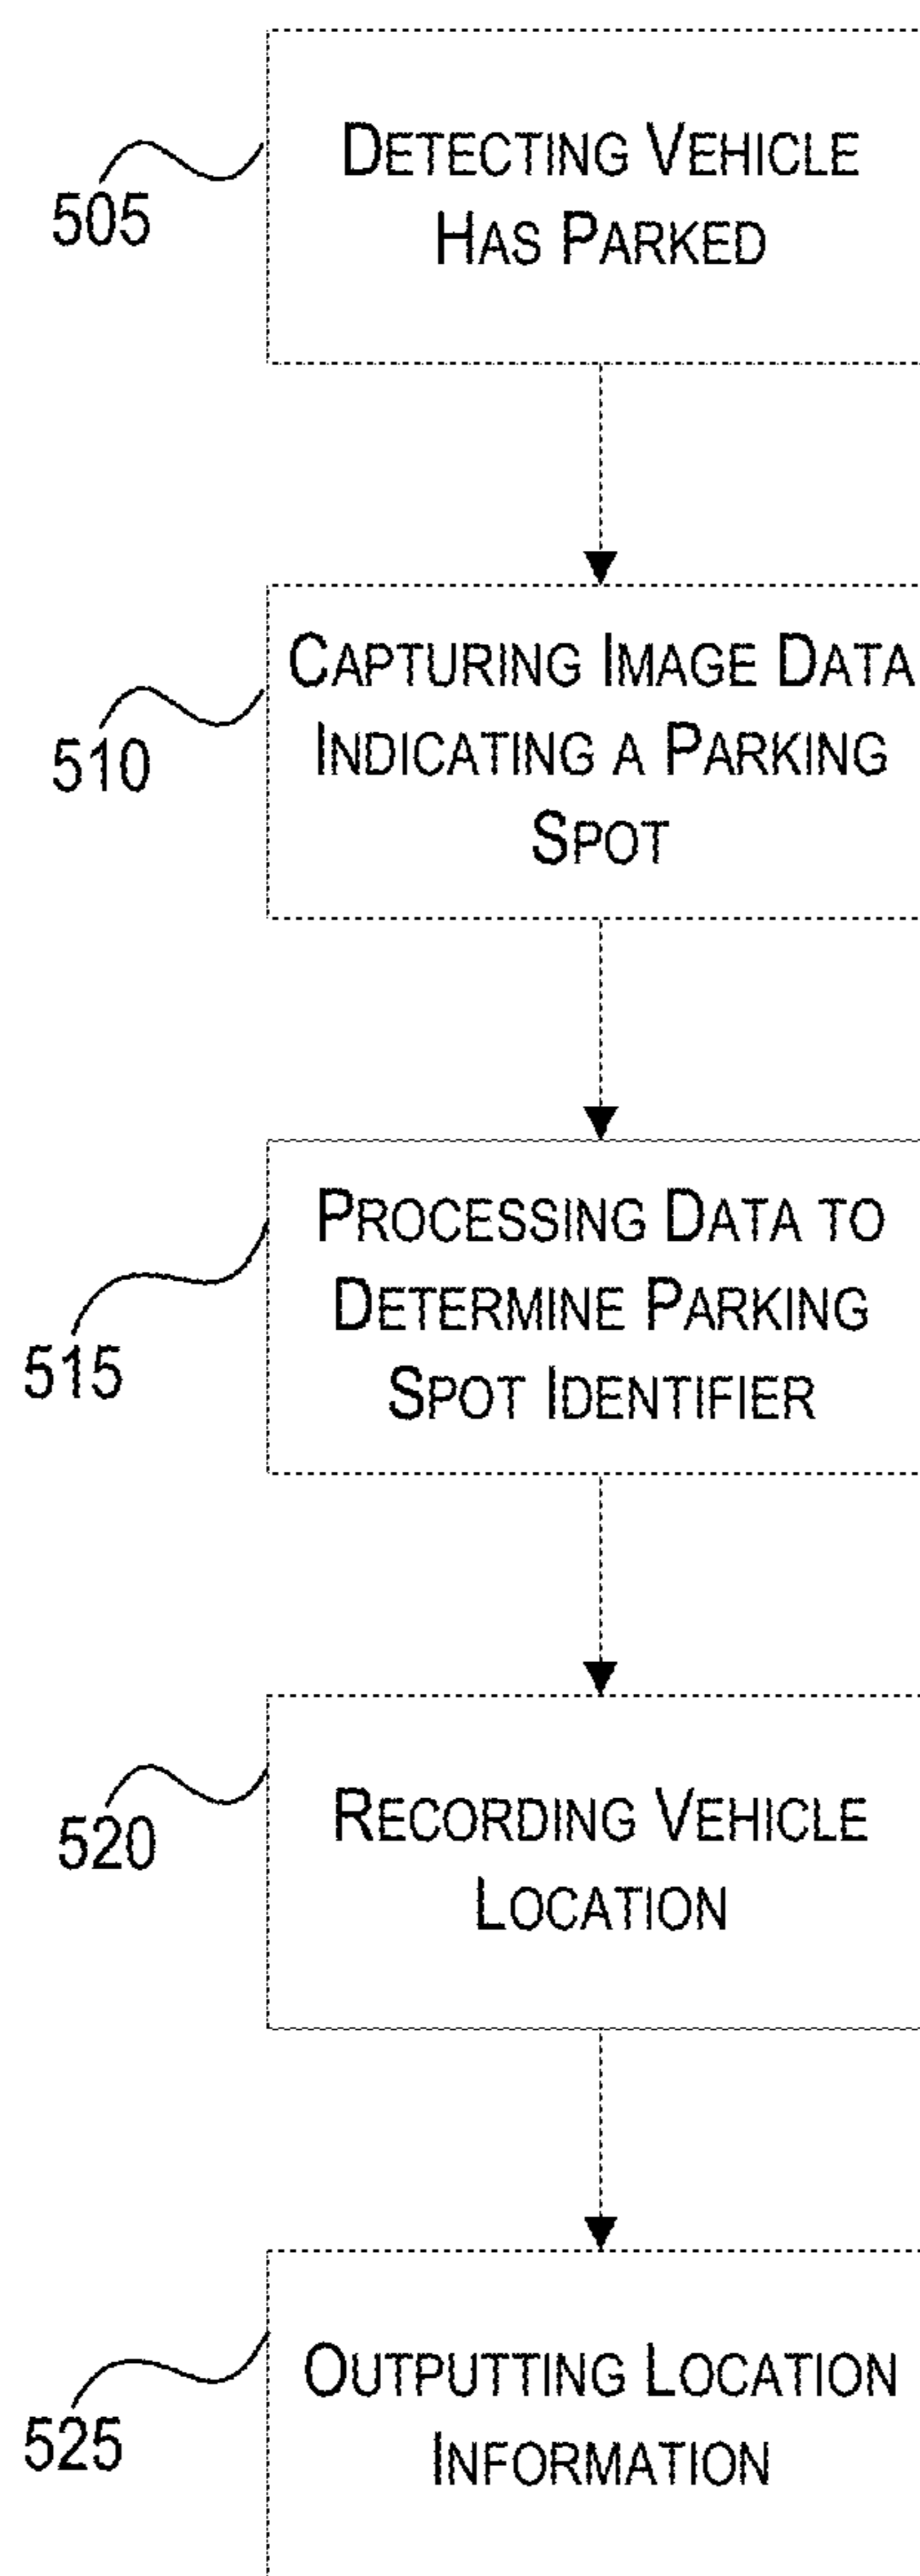 505
DETECTING VEHICLE
HAS PARKED
510
CAPTURING IMAGE DATA
INDICATING A PARKING
SPOT
515
PROCESSING DATA TO
DETERMINE PARKING
SPOT IDENTIFIER
520
RECORDING VEHICLE
LOCATION
525
OUTPUTTING LOCATION
INFORMATION